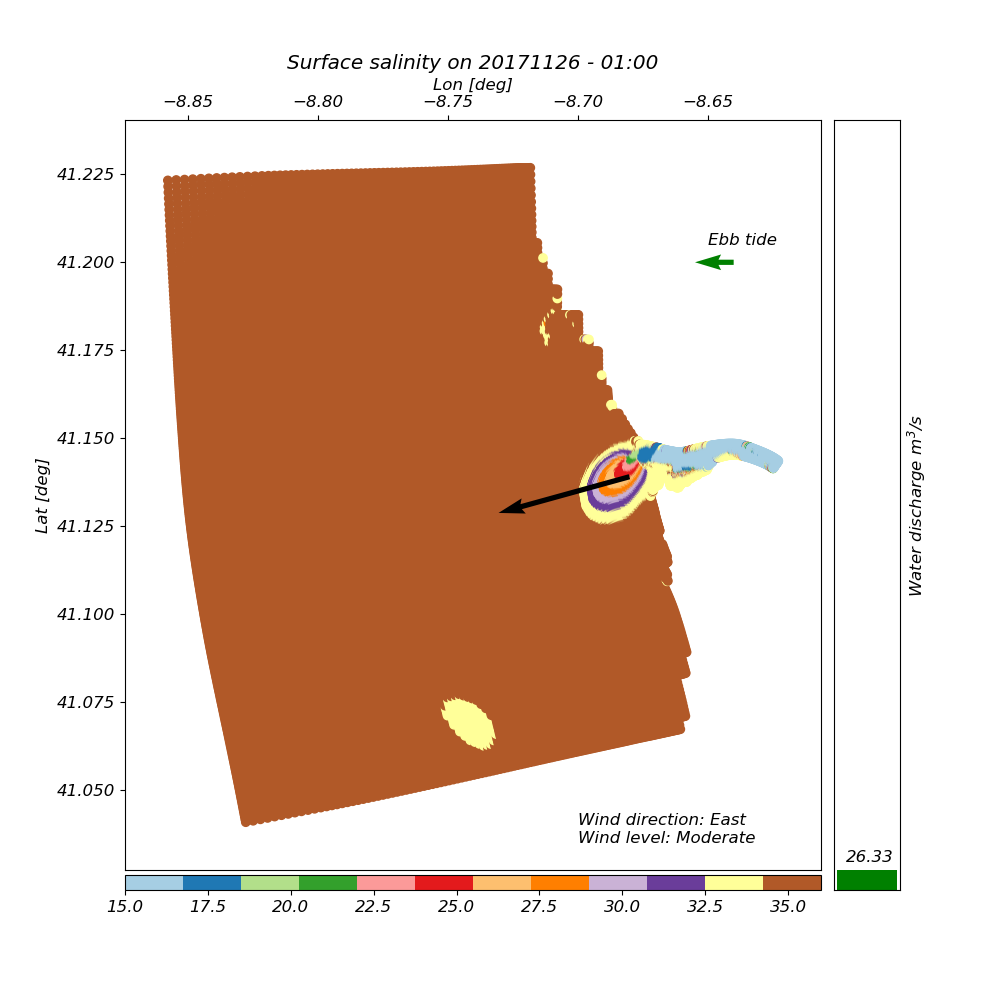 Surface salinity on 20171126 - 01:00
Lon [deg]
−8.85 −8.80 −8.75 −8.70 −8.65
41.225
41.200
41.175
41.150
41.125
41.100
41.075
41.050
Lat [deg]
Ebb tide
Wind direction: East
Wind level: Moderate
Water discharge m³/s
26.33
15.0 17.5 20.0 22.5 25.0 27.5 30.0 32.5 35.0